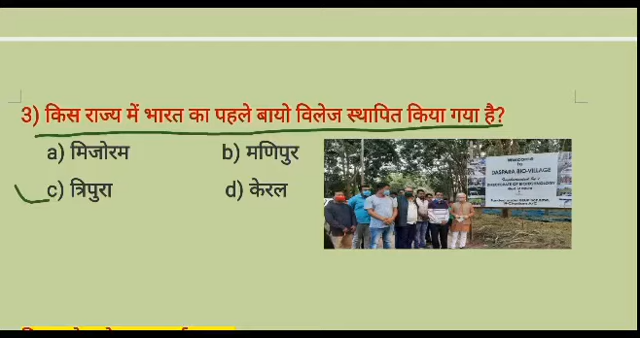 3) किस राज्य में भारत का पहले बायो विलेज स्थापित किया गया है?
a) मिजोरम b) मणिपुर
c) त्रिपुरा d) केरल
DASPARA BIO-VILLAGE